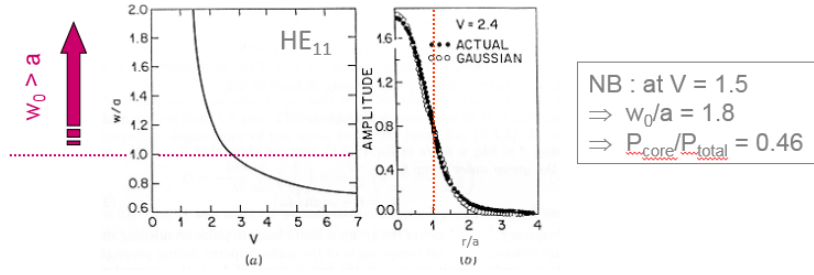 w₀ > a
2.0
1.8
1.6
1.4
1.2
1.0
0.8
0.6
w/a
HE₁₁
0 1 2 3 4 5 6 7
V
(a)
V = 2.4
••• ACTUAL
ooo GAUSSIAN
1.6
1.2
0.8
0.4
0.0
AMPLITUDE
0 1 2 3 4
r/a
(b)
NB : at V = 1.5
⇒ w₀/a = 1.8
⇒ Pcore/Ptotal = 0.46